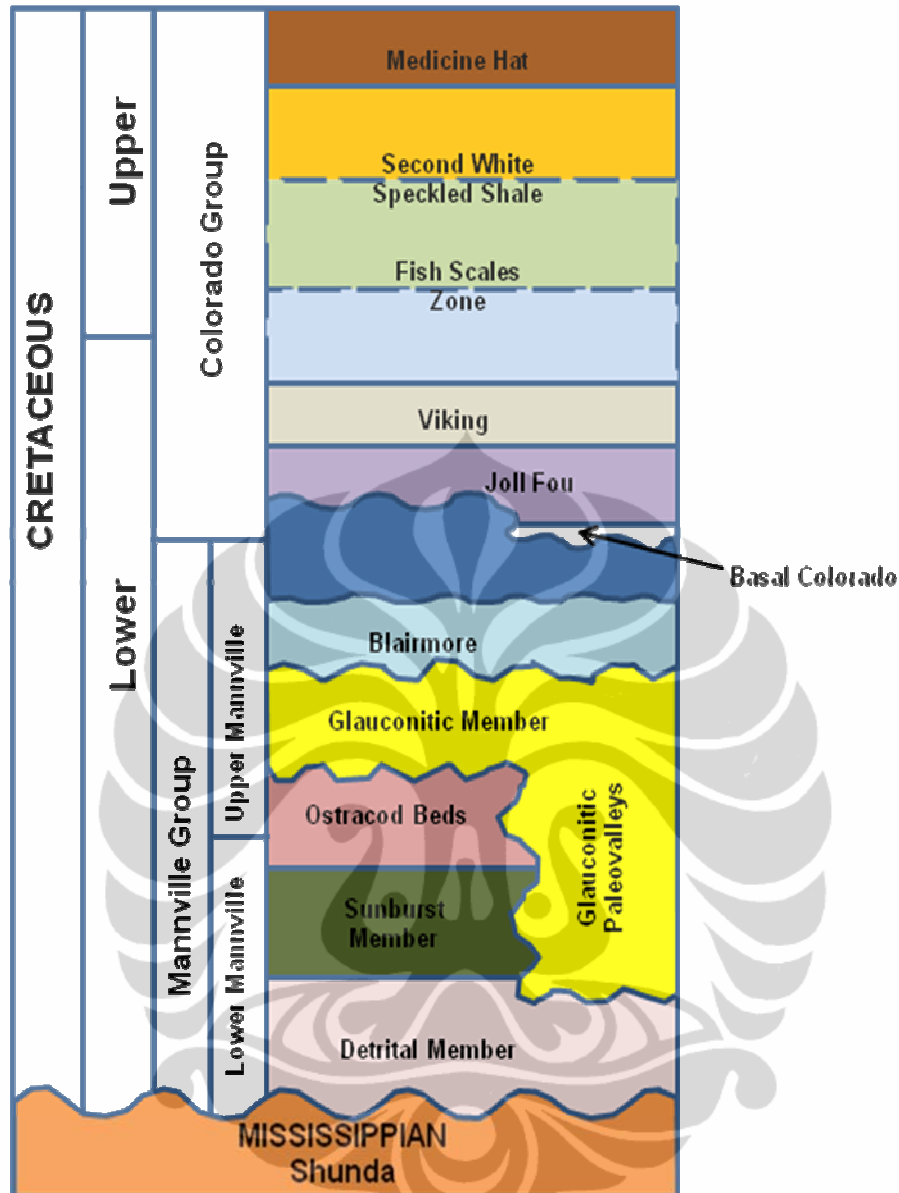 CRETACEOUS
Upper
Lower
Colorado Group
Mannville Group
Upper Mannville
Lower Mannville
Medicine Hat
Second White
Speckled Shale
Fish Scales
Zone
Viking
Joll Fou
Basal Colorado
Blairmore
Glauconitic Member
Ostracod Beds
Glauconitic
Paleovalleys
Sunburst
Member
Detrital Member
MISSISSIPPIAN
Shunda